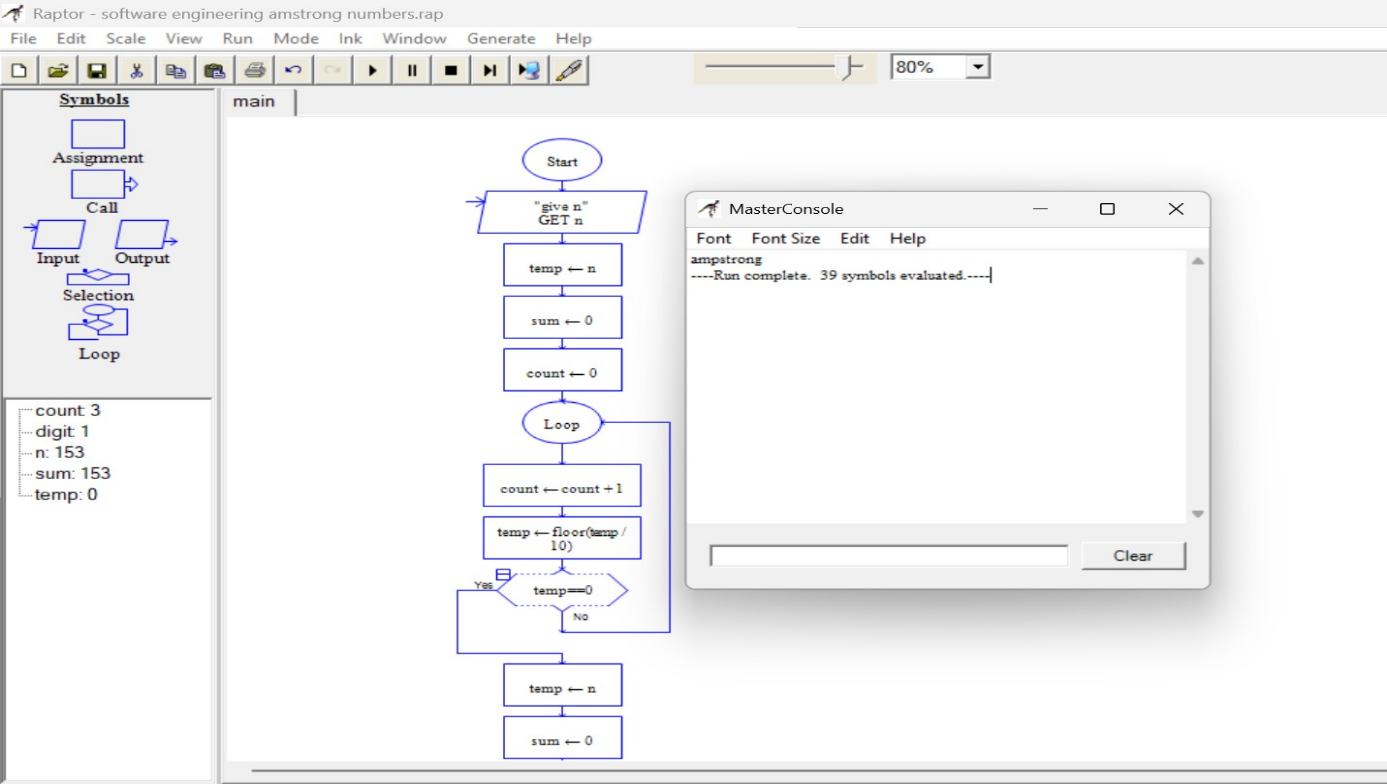 Raptor - software engineering amstrong numbers.rap
File Edit Scale View Run Mode Ink Window Generate Help
80%
Symbols
Assignment
Call
Input Output
Selection
Loop
count: 3
digit: 1
n: 153
sum: 153
temp: 0
main
Start
"give n"
GET n
temp ← n
sum ← 0
count ← 0
Loop
count ← count + 1
temp ← floor(temp /
10)
Yes
temp==0
No
temp ← n
sum ← 0
MasterConsole
Font Font Size Edit Help
ampstrong
----Run complete. 39 symbols evaluated.----
Clear